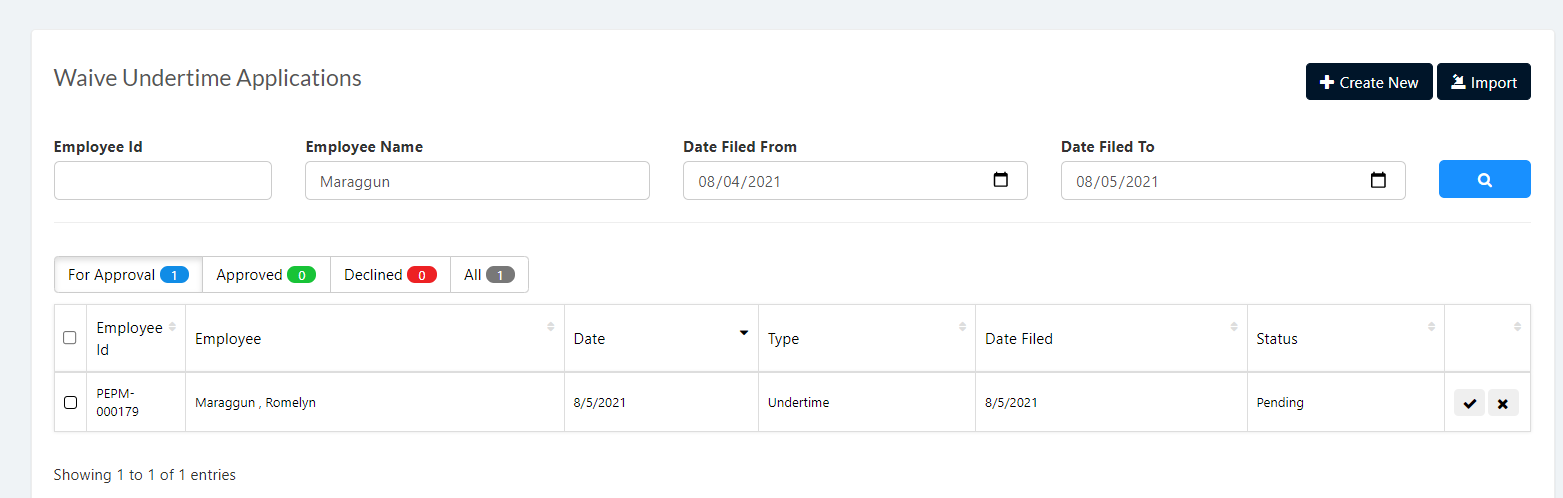 Waive Undertime Applications
Create New
Import
Employee Id
Employee Name
Date Filed From
Date Filed To
Maraggun
08/04/2021
08/05/2021
For Approval 1
Approved 0
Declined 0
All 1
Employee Id
Employee
Date
Type
Date Filed
Status
PEPM-
000179
Maraggun , Romelyn
8/5/2021
Undertime
8/5/2021
Pending
Showing 1 to 1 of 1 entries